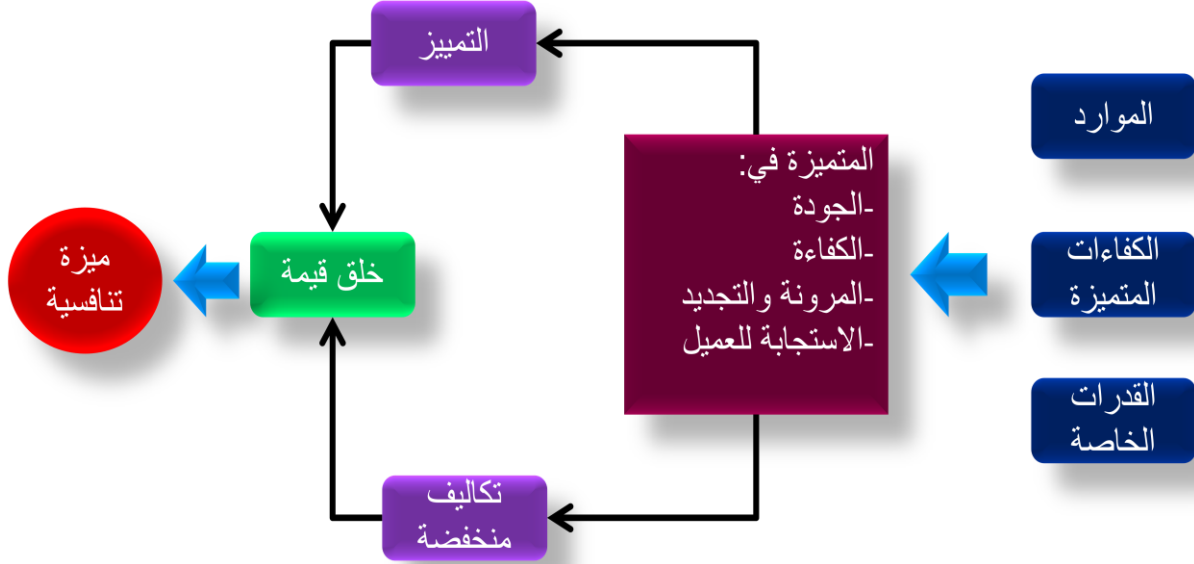 الموارد
الكفاءات
المتميزة
القدرات
الخاصة
المتميزة في:
-الجودة
-الكفاءة
-المرونة والتجديد
-الاستجابة للعميل
التمييز
تكاليف
منخفضة
خلق قيمة
ميزة
تنافسية